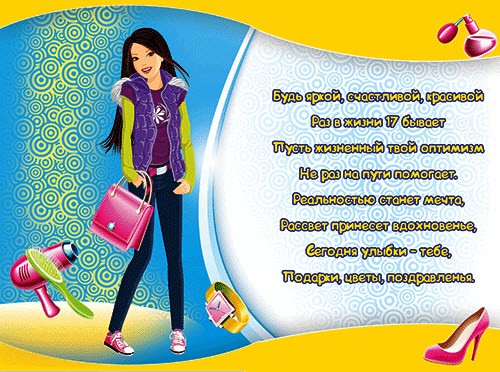 Будь яркой, счастливой, красивой
Раз в жизни 17 бывает
Пусть жизненный твой оптимизм
Не раз на пути помогает.
Реальностью станет мечта,
Рассвет принесет вдохновенье,
Сегодня улыбки - тебе,
Подарки, цветы, поздравленья.